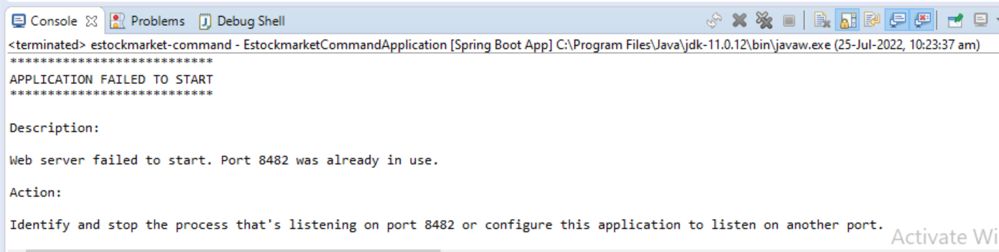 Console Problems Debug Shell
<terminated> estockmarket-command - EstockmarketCommandApplication [Spring Boot App] C:\Program Files\Java\jdk-11.0.12\bin\javaw.exe (25-Jul-2022, 10:23:37 am)
***************************
APPLICATION FAILED TO START
***************************
Description:
Web server failed to start. Port 8482 was already in use.
Action:
Identify and stop the process that's listening on port 8482 or configure this application to listen on another port.
Activate Wi